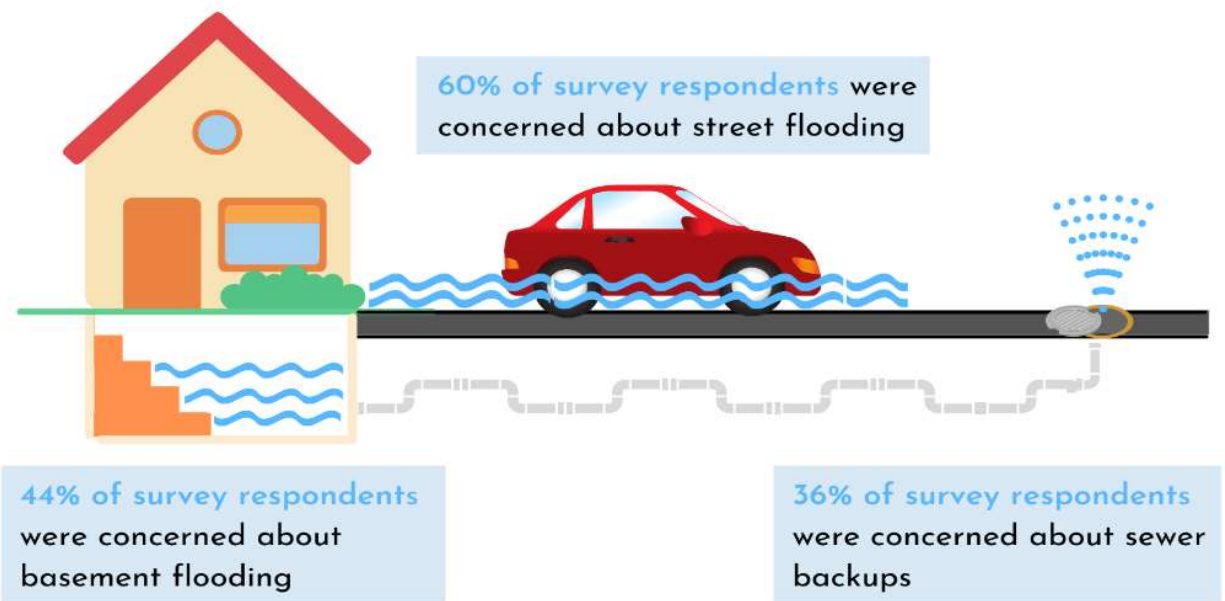 60% of survey respondents were
concerned about street flooding
44% of survey respondents
were concerned about
basement flooding
36% of survey respondents
were concerned about sewer
backups